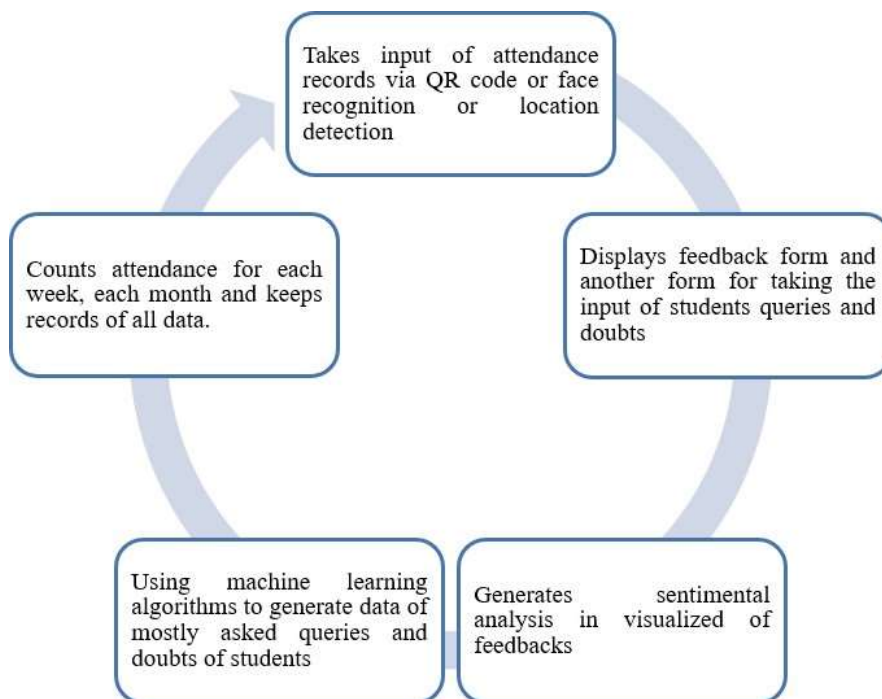 Takes input of attendance
records via QR code or face
recognition or location
detection
Displays feedback form and
another form for taking the
input of students queries and
doubts
Generates sentimental
analysis in visualized of
feedbacks
Using machine learning
algorithms to generate data of
mostly asked queries and
doubts of students
Counts attendance for each
week, each month and keeps
records of all data.